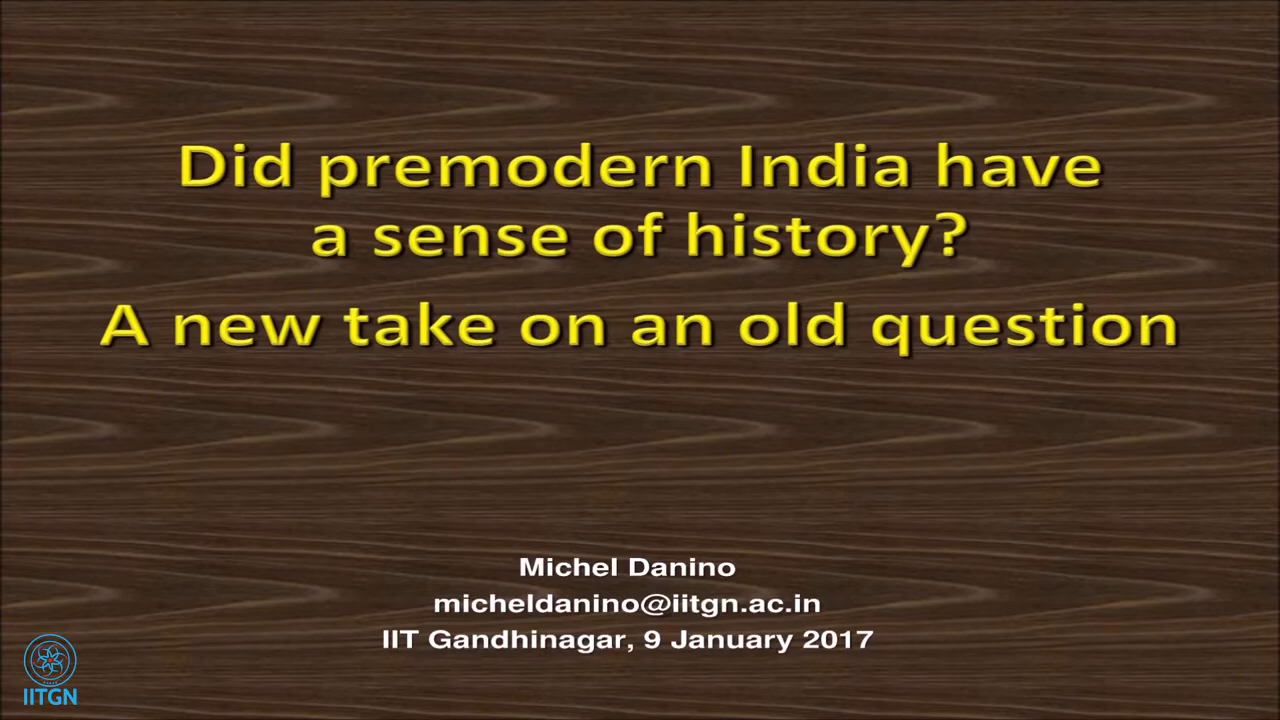 Did premodern India have
a sense of history?
A new take on an old question
Michel Danino
micheldanino@iitgn.ac.in
IIT Gandhinagar, 9 January 2017
IITGN